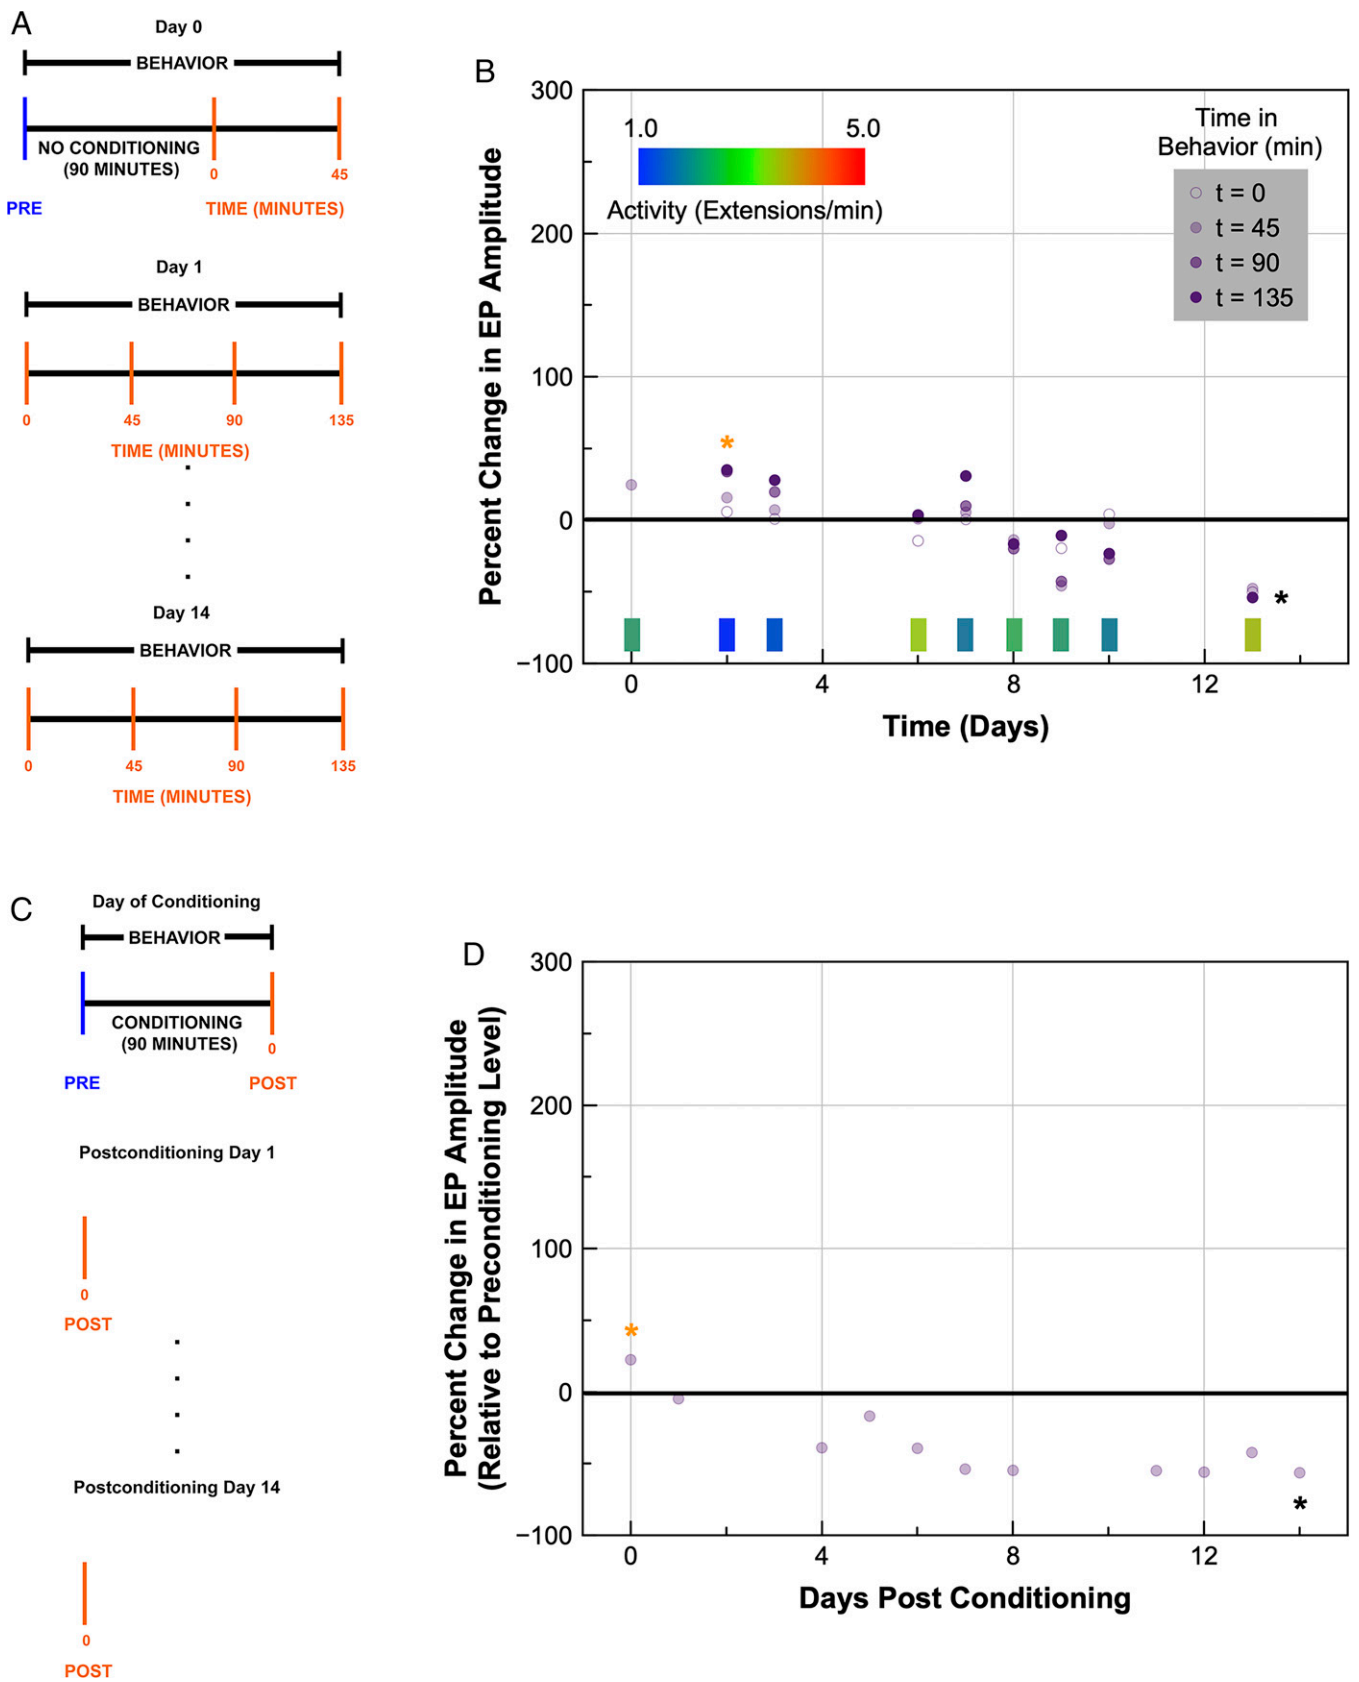 A
Day 0
BEHAVIOR
NO CONDITIONING
(90 MINUTES)
0
45
PRE
TIME (MINUTES)
Day 1
BEHAVIOR
0
45
90
135
TIME (MINUTES)
Day 14
BEHAVIOR
0
45
90
135
TIME (MINUTES)
B
Percent Change in EP Amplitude
300
200
100
0
−100
1.0
5.0
Activity (Extensions/min)
Time in
Behavior (min)
t = 0
t = 45
t = 90
t = 135
*
*
0
4
8
12
Time (Days)
C
Day of Conditioning
BEHAVIOR
CONDITIONING
(90 MINUTES)
0
PRE
POST
Postconditioning Day 1
0
POST
Postconditioning Day 14
0
POST
D
Percent Change in EP Amplitude
(Relative to Preconditioning Level)
300
200
100
0
−100
*
*
0
4
8
12
Days Post Conditioning